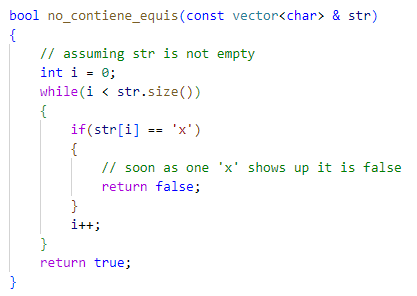 bool no_contiene_equis(const vector<char> & str)
{
    // assuming str is not empty
    int i = 0;
    while(i < str.size())
    {
        if(str[i] == 'x')
        {
            // soon as one 'x' shows up it is false
            return false;
        }
        i++;
    }
    return true;
}